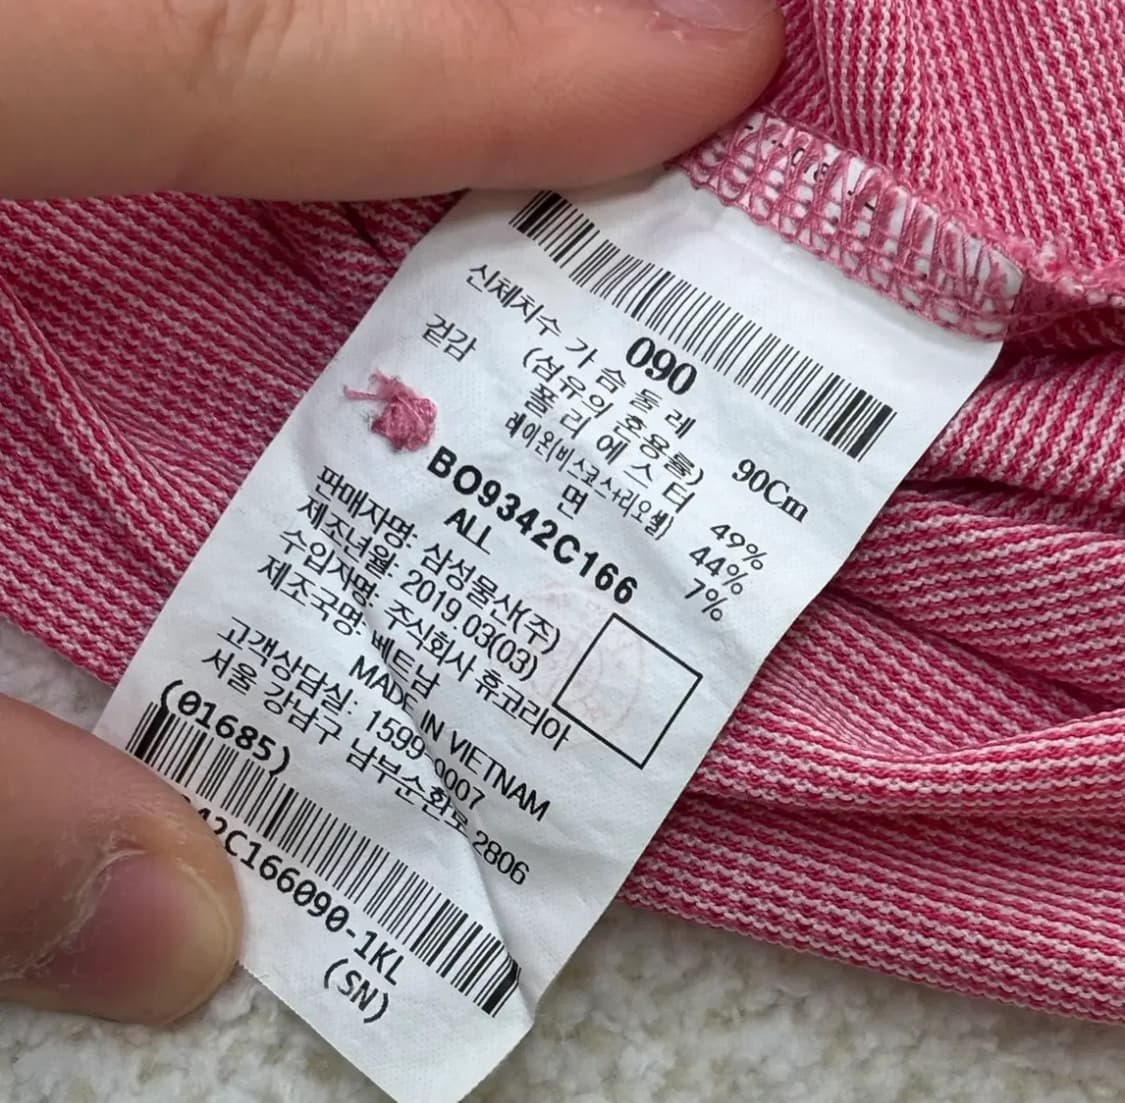 090
신체치수 가 슴 둘 레 90Cm
겉감 (섬유의 혼용률)
폴 리 에 스 터 49%
레이온(비스코스+리오셀) 44%
면 7%
BO9342C166
ALL
판매자명: 삼성물산(주)
제조년월: 2019 03(03)
수입자명: 주식회사 휴코리아
제조국명: 베트남
MADE IN VIETNAM
고객상담실: 1599 0007
서울 강남구 남부순환로 2806
(01685)
42C166090-1KL
(SN)